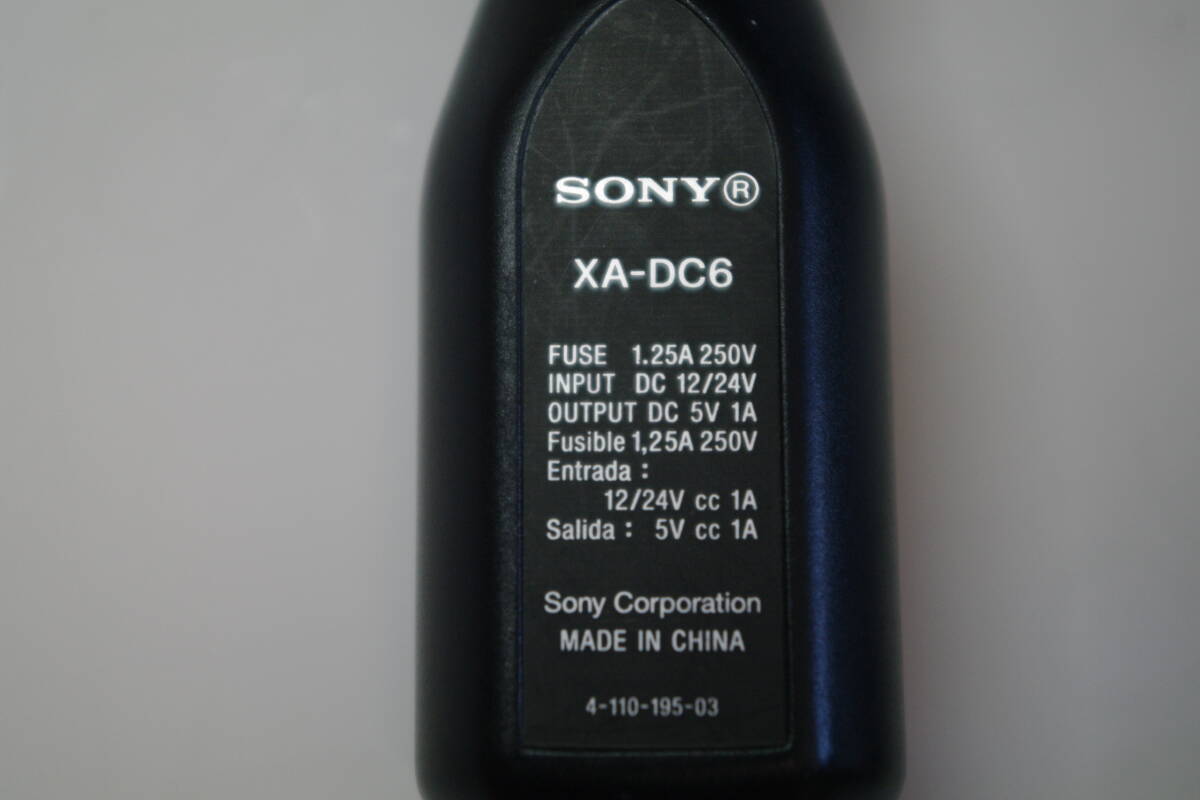 SONY®
XA-DC6
FUSE 1.25A 250V
INPUT DC 12/24V
OUTPUT DC 5V 1A
Fusible 1,25A 250V
Entrada :
12/24V cc 1A
Salida : 5V cc 1A
Sony Corporation
MADE IN CHINA
4-110-195-03